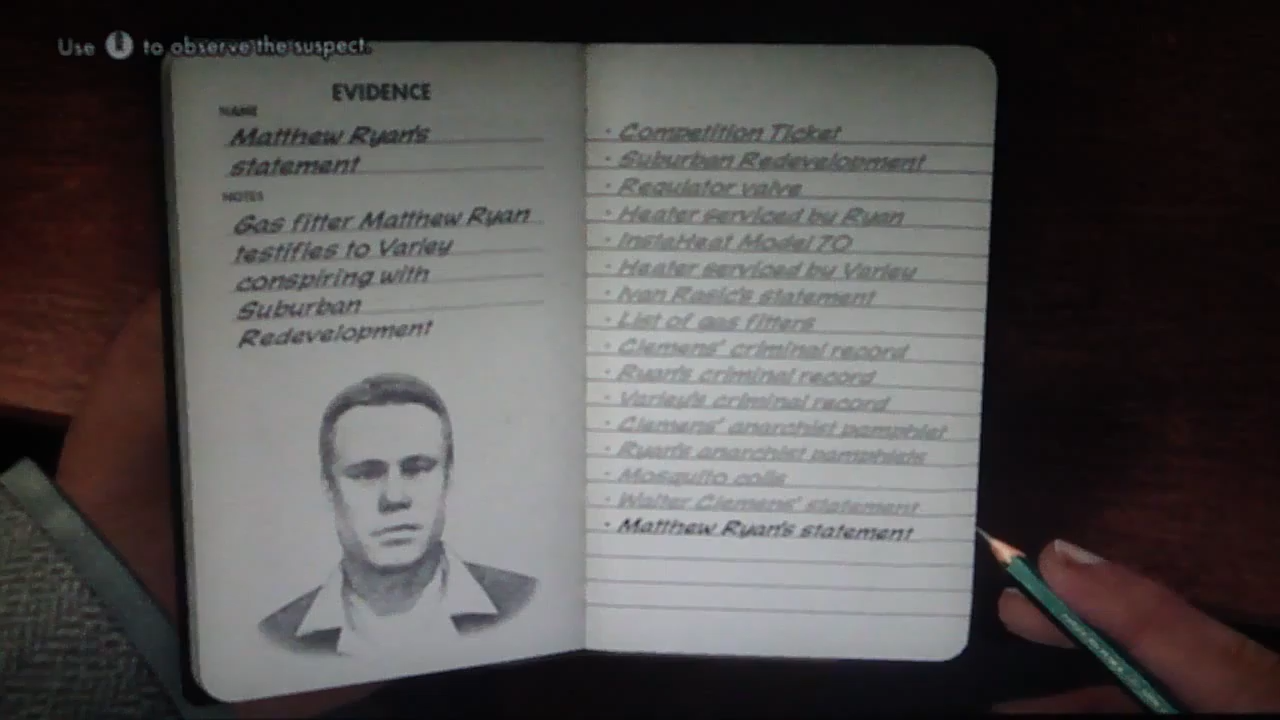 Use L to observe the suspect.
EVIDENCE
NAME
Matthew Ryan's
statement
NOTES
Gas fitter Matthew Ryan
testifies to Varley
conspiring with
Suburban
Redevelopment
· Competition Ticket
· Suburban Redevelopment
· Regulator valve
· Heater serviced by Ryan
· InstaHeat Model 70
· Heater serviced by Varley
· Ivan Rasic's statement
· List of gas fitters
· Clemens' criminal record
· Ryan's criminal record
· Varley's criminal record
· Clemens' anarchist pamphlet
· Ryan's anarchist pamphlets
· Mosquito coils
· Walter Clemens' statement
· Matthew Ryan's statement